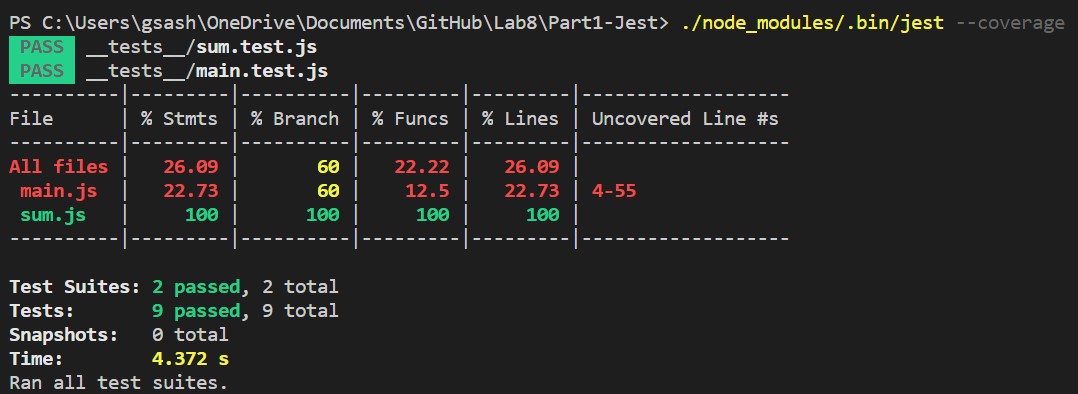 PS C:\Users\gsash\OneDrive\Documents\GitHub\Lab8\Part1-Jest> ./node_modules/.bin/jest --coverage
PASS __tests__/sum.test.js
PASS __tests__/main.test.js
----------|---------|----------|---------|---------|-------------------
File      | % Stmts | % Branch | % Funcs | % Lines | Uncovered Line #s
----------|---------|----------|---------|---------|-------------------
All files |   26.09 |       60 |   22.22 |   26.09 |
 main.js  |   22.73 |       60 |    12.5 |   22.73 | 4-55
 sum.js   |     100 |      100 |     100 |     100 |
----------|---------|----------|---------|---------|-------------------
Test Suites: 2 passed, 2 total
Tests:       9 passed, 9 total
Snapshots:   0 total
Time:        4.372 s
Ran all test suites.